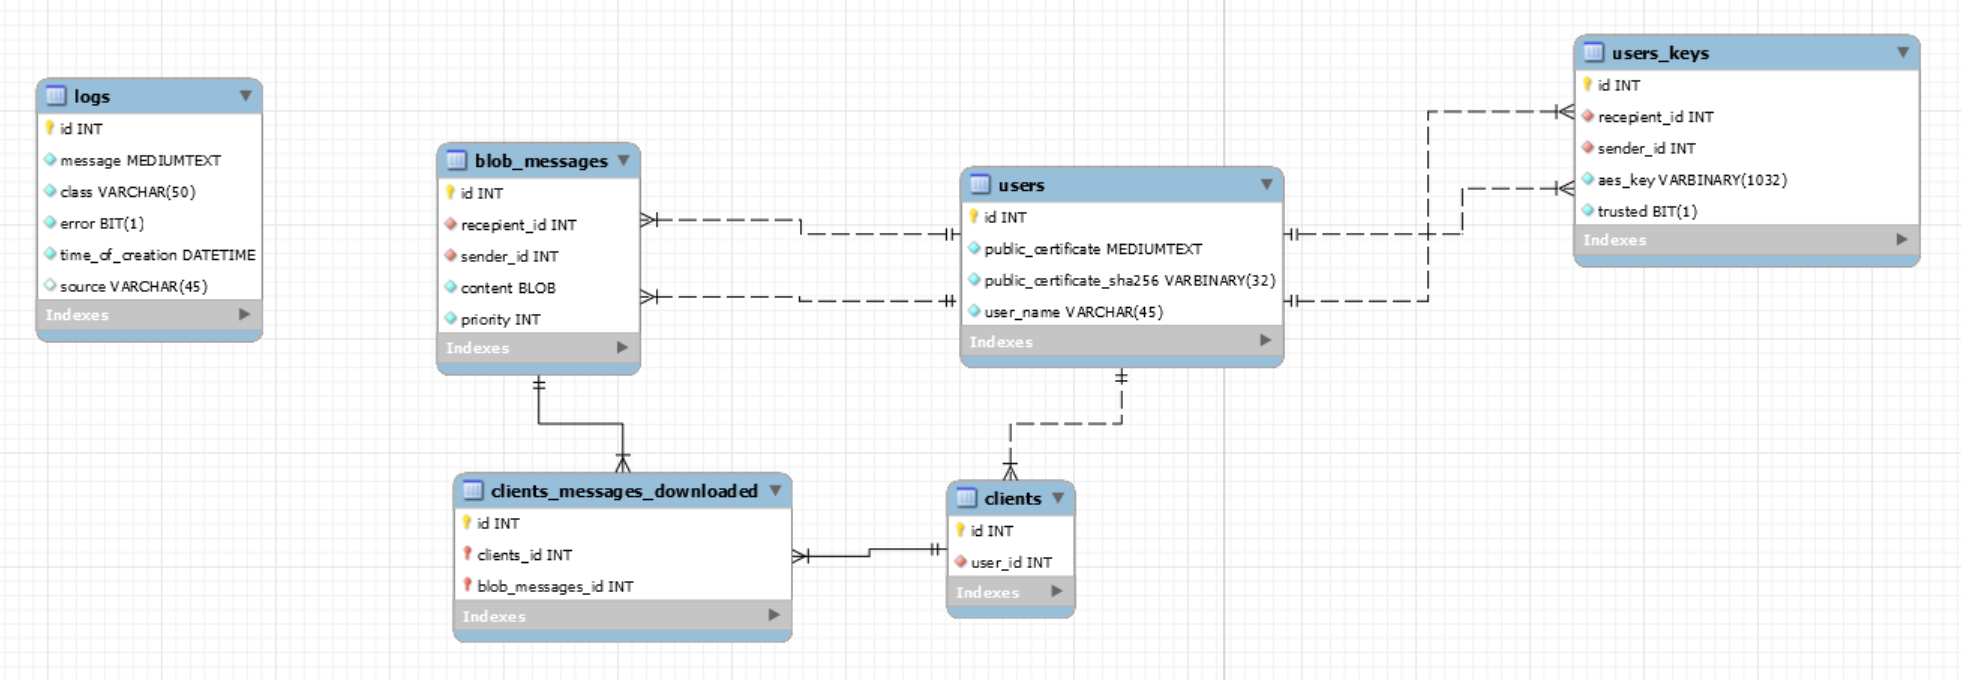 logs
id INT
message MEDIUMTEXT
class VARCHAR(50)
error BIT(1)
time_of_creation DATETIME
source VARCHAR(45)
Indexes
blob_messages
id INT
recepient_id INT
sender_id INT
content BLOB
priority INT
Indexes
users
id INT
public_certificate MEDIUMTEXT
public_certificate_sha256 VARBINARY(32)
user_name VARCHAR(45)
Indexes
users_keys
id INT
recepient_id INT
sender_id INT
aes_key VARBINARY(1032)
trusted BIT(1)
Indexes
clients_messages_downloaded
id INT
clients_id INT
blob_messages_id INT
Indexes
clients
id INT
user_id INT
Indexes